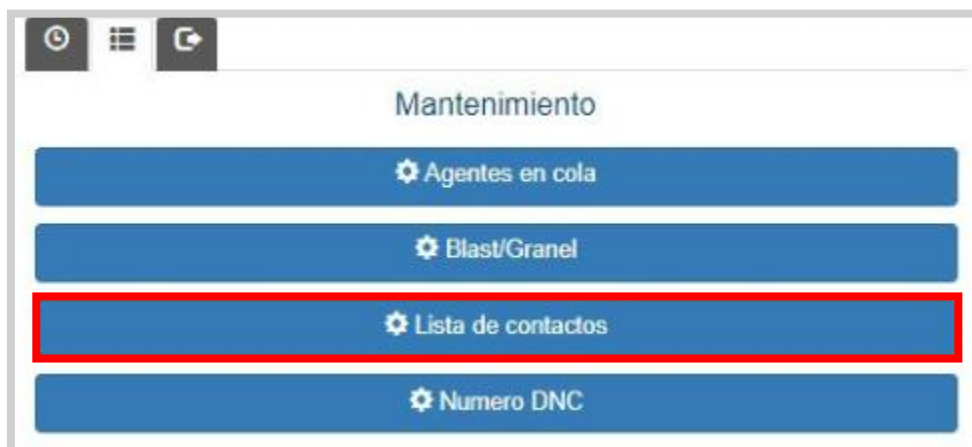 Mantenimiento
Agentes en cola
Blast/Granel
Lista de contactos
Numero DNC